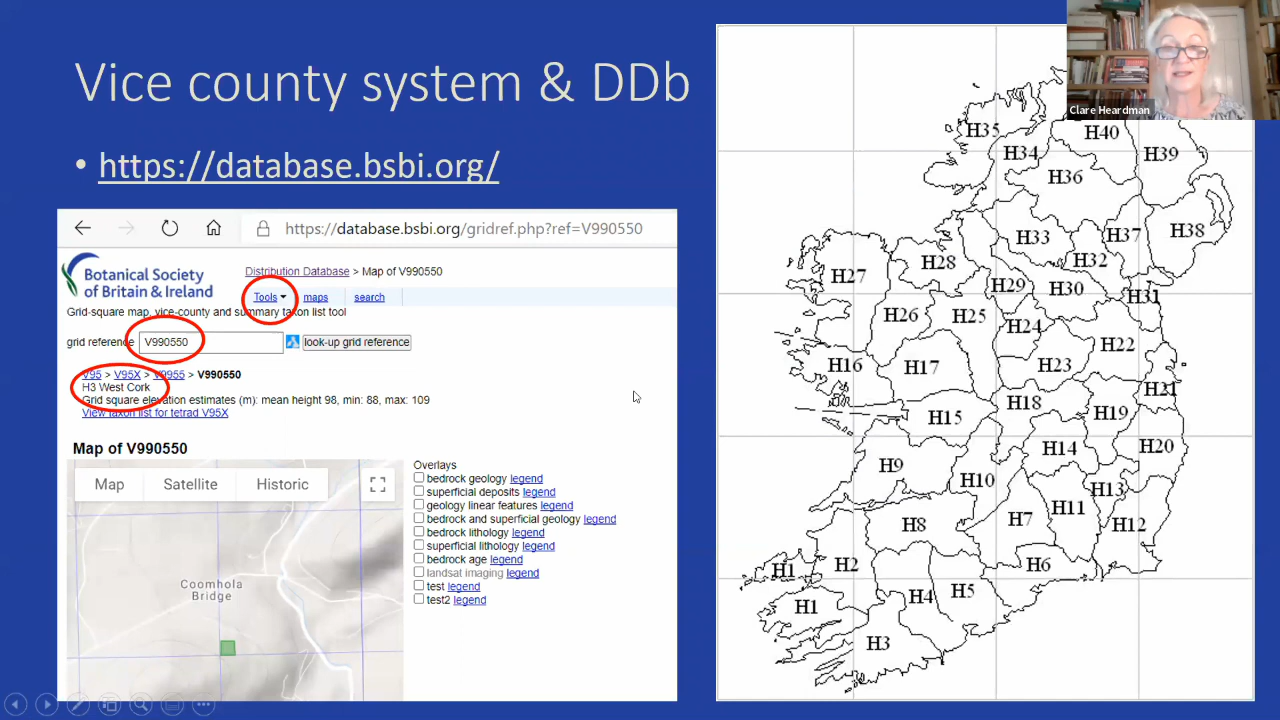 Vice county system & DDb
• https://database.bsbi.org/
https://database.bsbi.org/gridref.php?ref=V990550
Botanical Society
of Britain & Ireland
Distribution Database > Map of V990550
Tools maps search
Grid-square map, vice-county and summary taxon list tool
grid reference V990550 look-up grid reference
V95 > V95X > V9955 > V990550
H3 West Cork
Grid square elevation estimates (m): mean height 98, min: 88, max: 109
View taxon list for tetrad V95X
Map of V990550
Map Satellite Historic
Coomhola
Bridge
Overlays
bedrock geology legend
superficial deposits legend
geology linear features legend
bedrock and superficial geology legend
bedrock lithology legend
superficial lithology legend
bedrock age legend
landsat imaging legend
test legend
test2 legend
Clare Heardman
H35
H40
H34
H39
H36
H38
H33
H37
H32
H28
H27
H29
H30
H31
H26
H25
H24
H22
H16
H17
H23
H21
H18
H19
H15
H14
H20
H9
H10
H13
H11
H7
H8
H12
H2
H6
H1
H5
H4
H1
H3